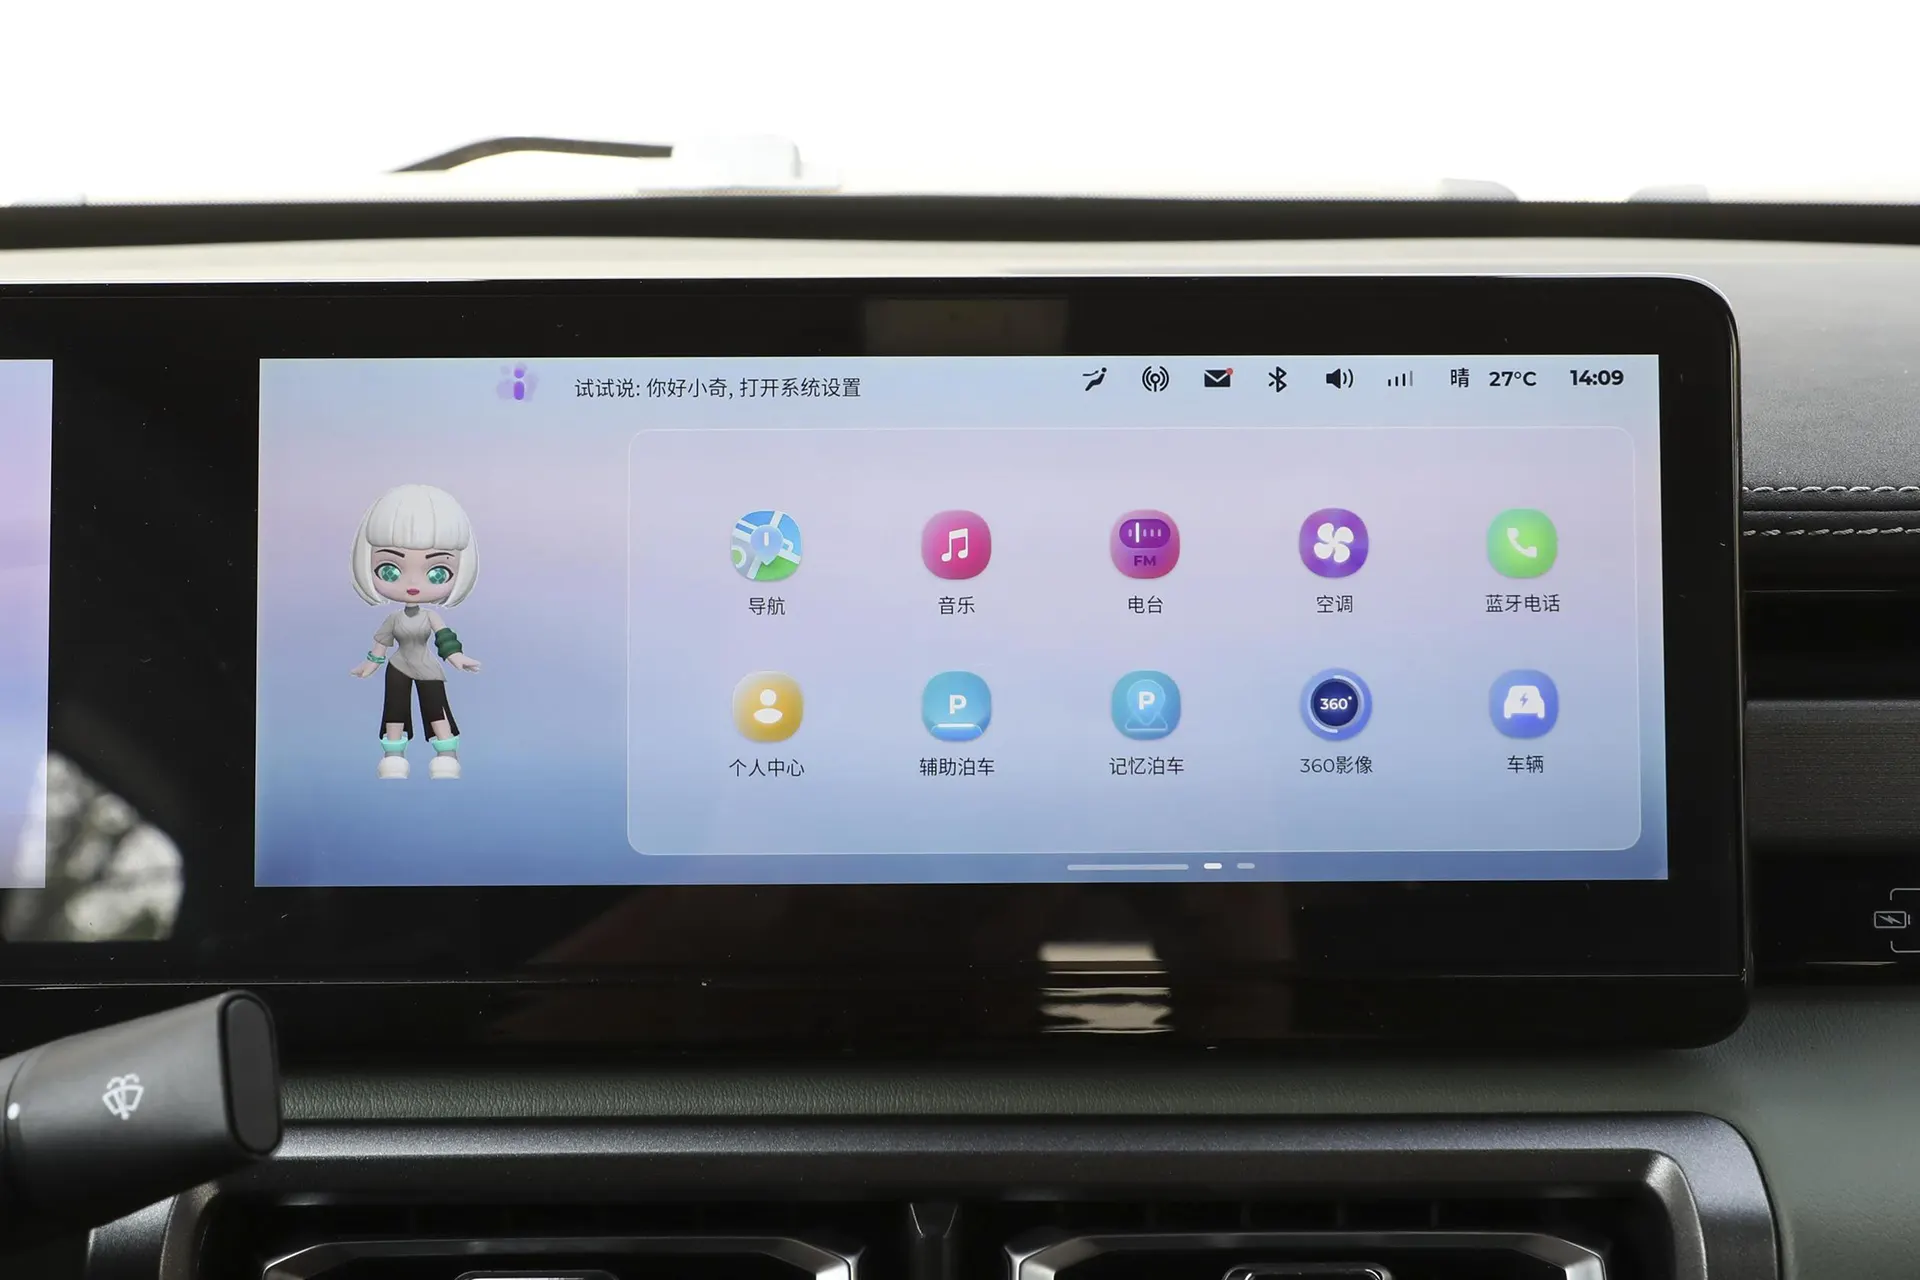 试试说: 你好小奇, 打开系统设置
晴 27°C 14:09
FM
导航 音乐 电台 空调 蓝牙电话
P P 360°
个人中心 辅助泊车 记忆泊车 360影像 车辆